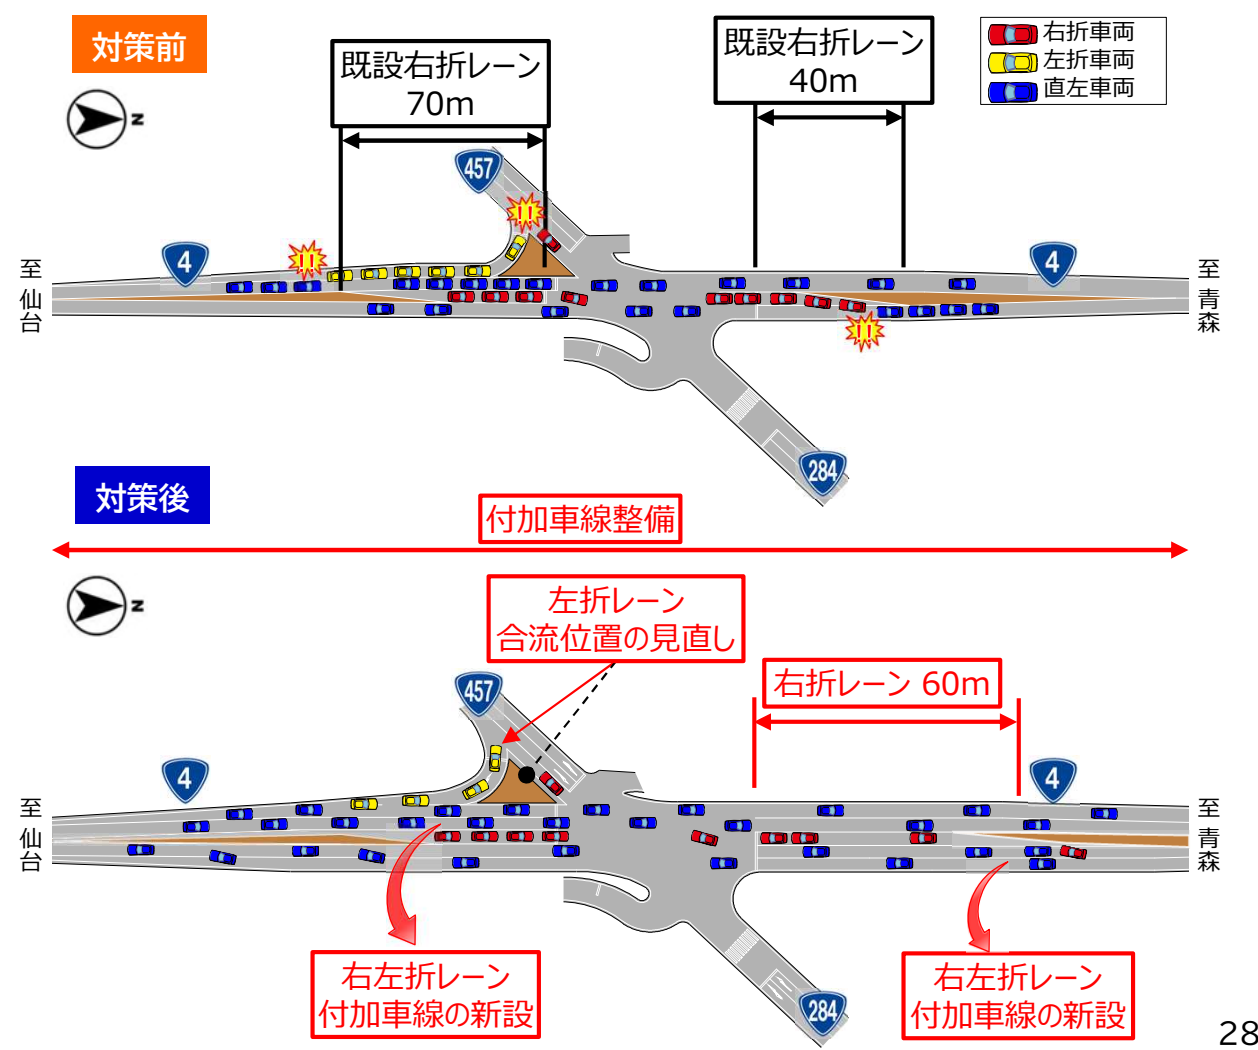 対策前
既設右折レーン
70m
既設右折レーン
40m
右折車両
左折車両
直左車両
N
457
!!
!!
4
4
至
仙
台
至
青
森
!!
284
対策後
付加車線整備
N
左折レーン
合流位置の見直し
右折レーン 60m
457
4
4
至
仙
台
至
青
森
右左折レーン
付加車線の新設
右左折レーン
付加車線の新設
284
28